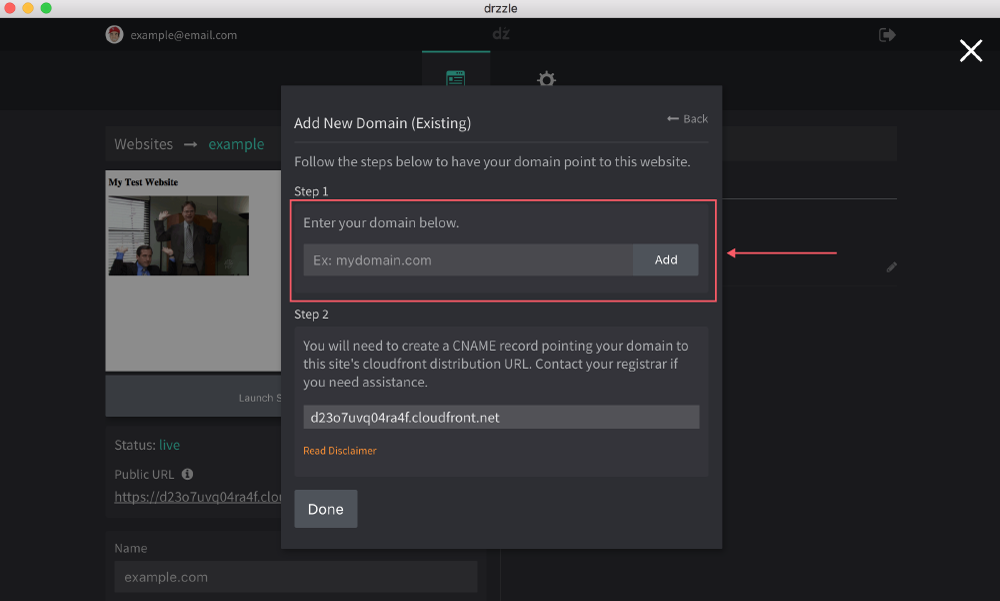 drzzle
example@email.com
dz
Add New Domain (Existing)
Back
Websites
example
Follow the steps below to have your domain point to this website.
Step 1
My Test Website
Enter your domain below.
Ex: mydomain.com
Add
Step 2
You will need to create a CNAME record pointing your domain to
this site's cloudfront distribution URL. Contact your registrar if
you need assistance.
Launch S
d23o7uvq04ra4f.cloudfront.net
Status: live
Read Disclaimer
Public URL
https://d23o7uvq04ra4f.clou
Done
Name
example.com